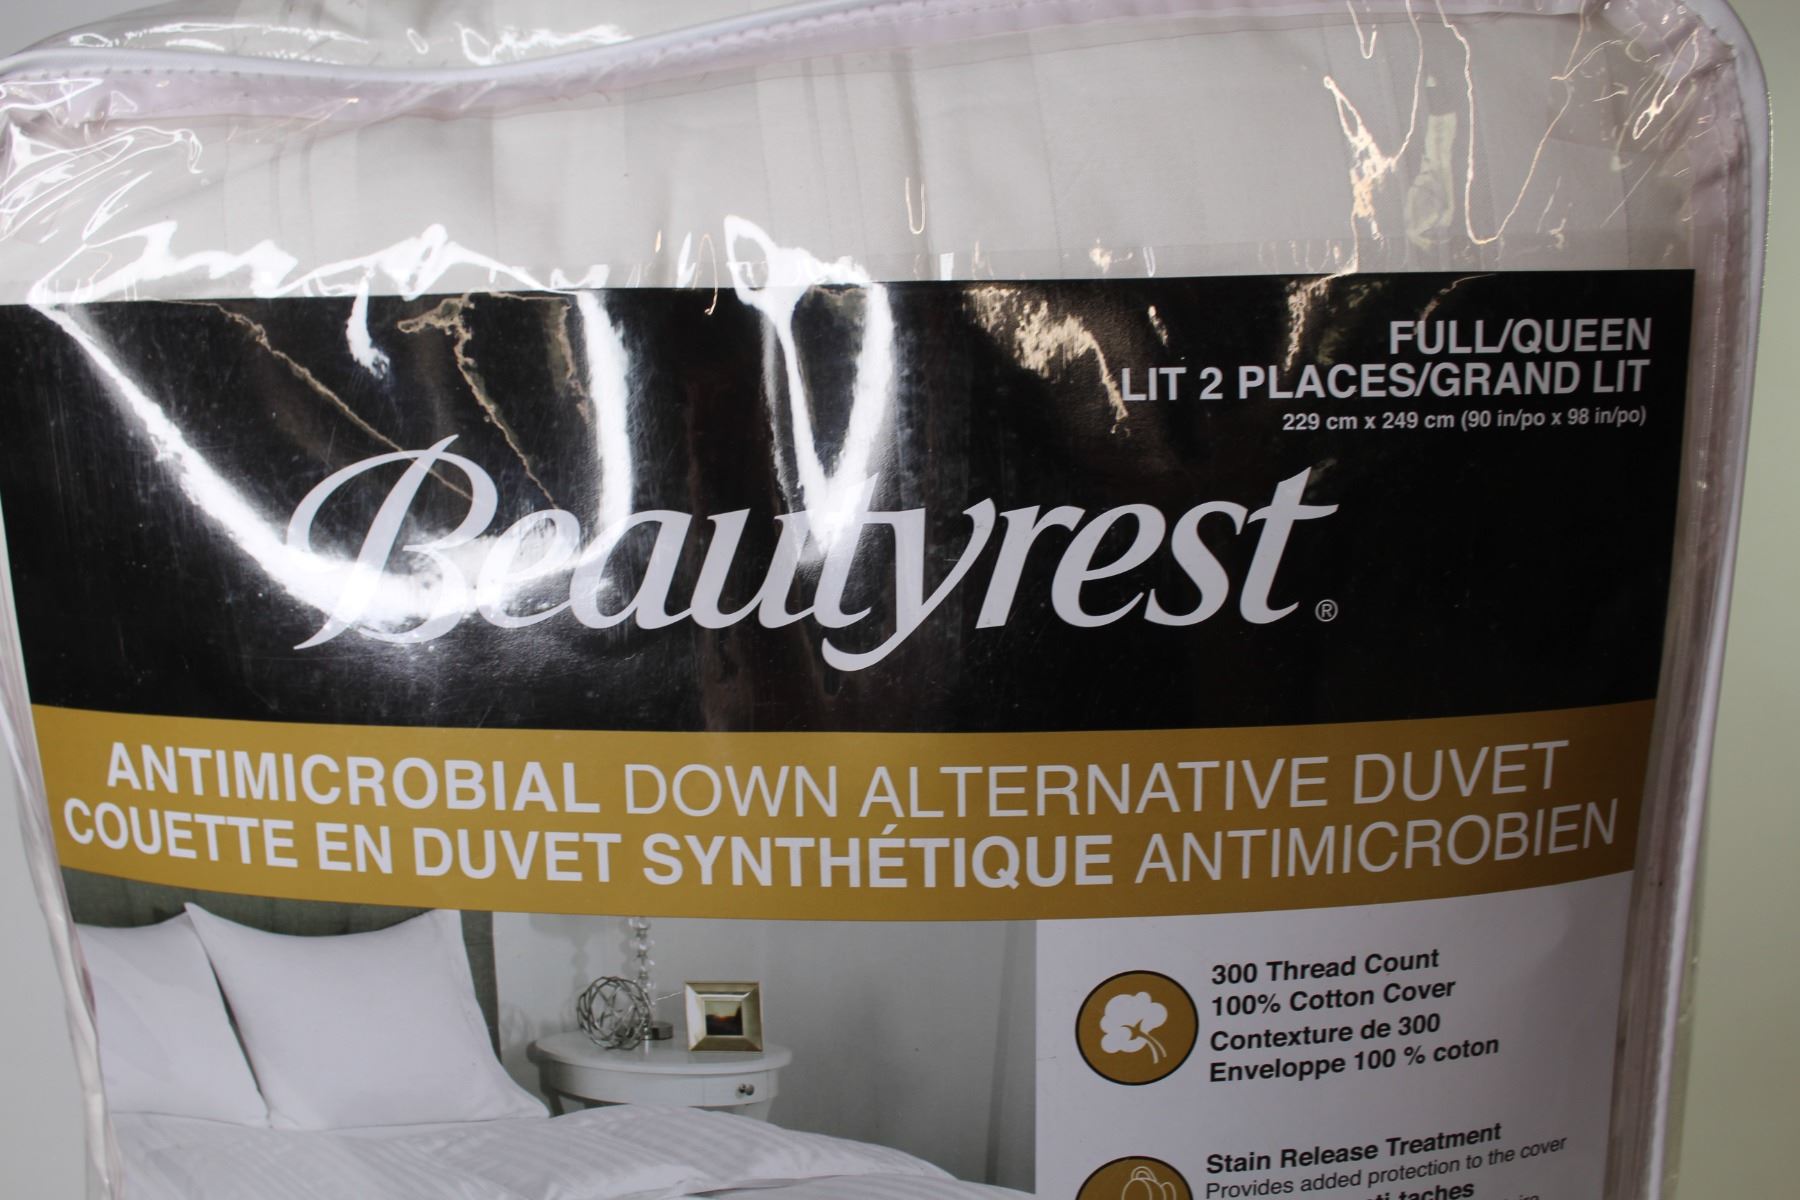 FULL/QUEEN
LIT 2 PLACES/GRAND LIT
229 cm x 249 cm (90 in/po x 98 in/po)
Beautyrest®
ANTIMICROBIAL DOWN ALTERNATIVE DUVET
COUETTE EN DUVET SYNTHÉTIQUE ANTIMICROBIEN
300 Thread Count
100% Cotton Cover
Contexture de 300
Enveloppe 100 % coton
Stain Release Treatment
Provides added protection to the cover
taches